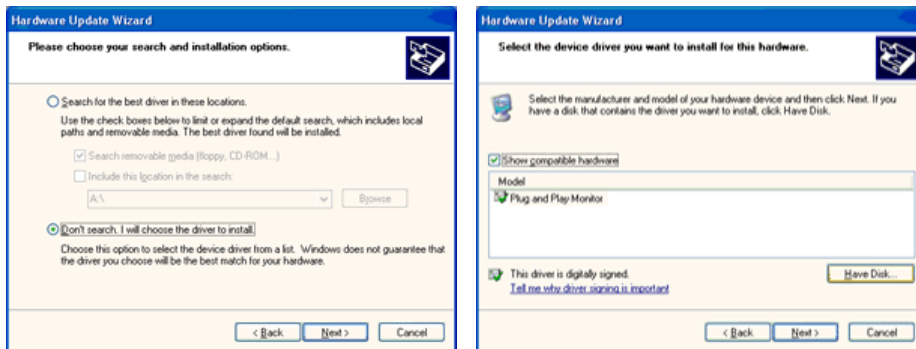 Hardware Update Wizard
Please choose your search and installation options.
Search for the best driver in these locations.
Use the check boxes below to limit or expand the default search, which includes local
paths and removable media. The best driver found will be installed.
Search removable media (floppy, CD-ROM...)
Include this location in the search:
A:\
Browse
Don't search. I will choose the driver to install.
Choose this option to select the device driver from a list. Windows does not guarantee that
the driver you choose will be the best match for your hardware.
< Back
Next >
Cancel
Hardware Update Wizard
Select the device driver you want to install for this hardware.
Select the manufacturer and model of your hardware device and then click Next. If you
have a disk that contains the driver you want to install, click Have Disk.
Show compatible hardware
Model
Plug and Play Monitor
This driver is digitally signed.
Have Disk...
Tell me why driver signing is important
< Back
Next >
Cancel